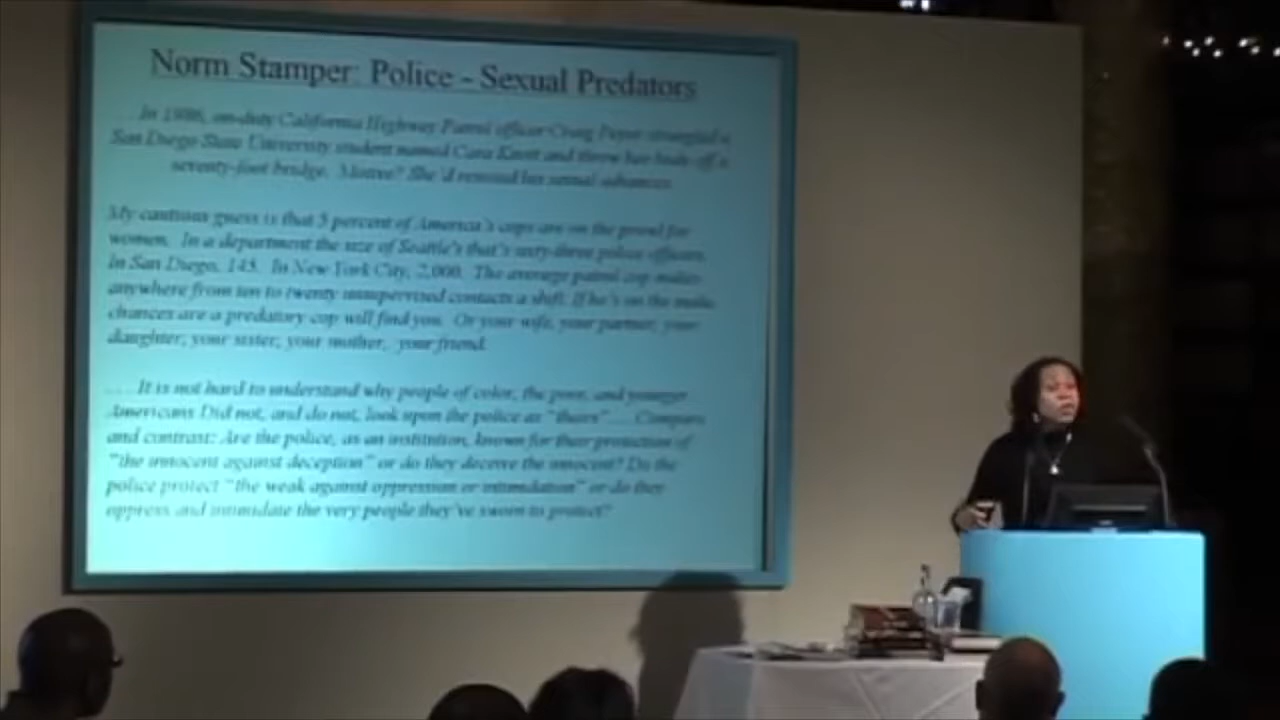 Norm Stamper: Police - Sexual Predators
In 1986, on-duty California Highway Patrol officer Craig Peyer strangled a
San Diego State University student named Cara Knott and threw her body off a
seventy-foot bridge. Motive? She'd resisted his sexual advances.
My cautious guess is that 5 percent of America's cops are on the prowl for
women. In a department the size of Seattle's that's sixty-three police officers.
In San Diego, 145. In New York City, 2,000. The average patrol cop makes
anywhere from ten to twenty unsupervised contacts a shift. If he's on the make,
chances are a predatory cop will find you. Or your wife, your partner, your
daughter, your sister, your mother, your friend.
.... It is not hard to understand why people of color, the poor, and younger
Americans Did not, and do not, look upon the police as "theirs".... Compare
and contrast: Are the police, as an institution, known for their protection of
"the innocent against deception" or do they deceive the innocent? Do the
police protect "the weak against oppression or intimidation" or do they
oppress and intimidate the very people they've sworn to protect?